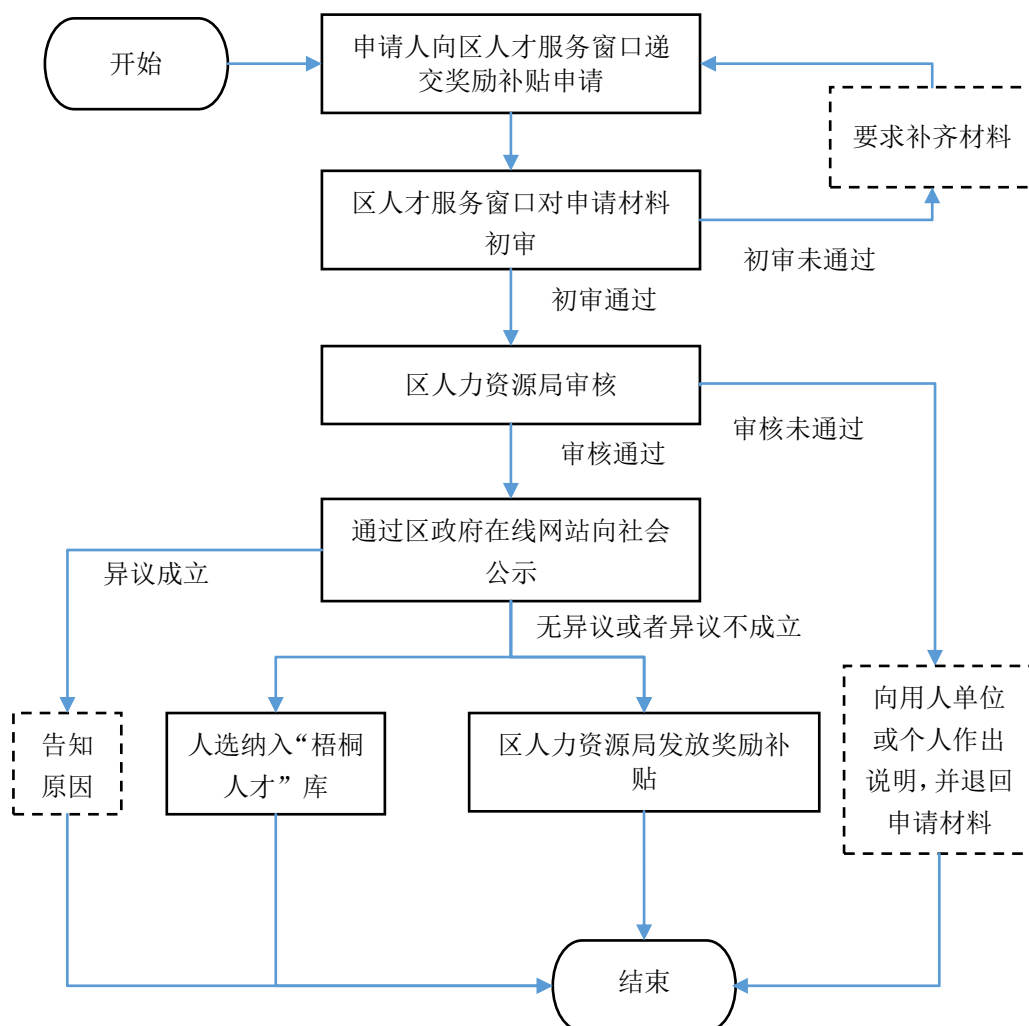 开始
申请人向区人才服务窗口递
交奖励补贴申请
要求补齐材料
区人才服务窗口对申请材料
初审
初审未通过
初审通过
区人力资源局审核
审核未通过
审核通过
通过区政府在线网站向社会
公示
异议成立
无异议或者异议不成立
告知
原因
人选纳入“梧桐
人才”库
区人力资源局发放奖励补
贴
向用人单位
或个人作出
说明,并退回
申请材料
结束